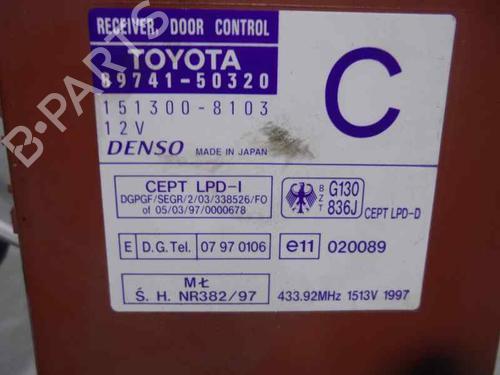 RECEIVER, DOOR CONTROL
TOYOTA
89741-50320
151300-8103
12V
C
DENSO MADE IN JAPAN
CEPT LPD-I
DGPGF/SEGR/2/03/338526/FO
of 05/03/97/0000678
BZT G130
836J CEPT LPD-D
E D.G.Tel. 07 97 0106
e11 020089
MŁ
Ś. H. NR382/97
433.92MHz 1513V 1997
B-PARTS